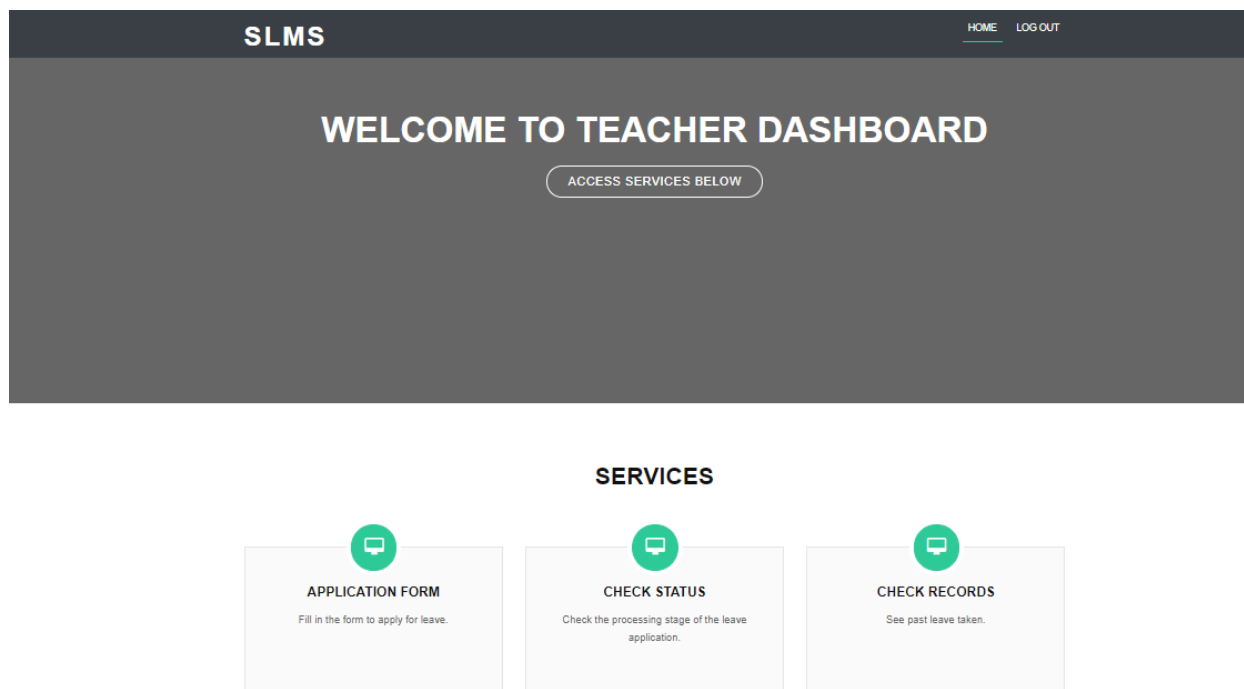 SLMS
HOME LOG OUT
WELCOME TO TEACHER DASHBOARD
ACCESS SERVICES BELOW
SERVICES
APPLICATION FORM
Fill in the form to apply for leave.
CHECK STATUS
Check the processing stage of the leave
application.
CHECK RECORDS
See past leave taken.